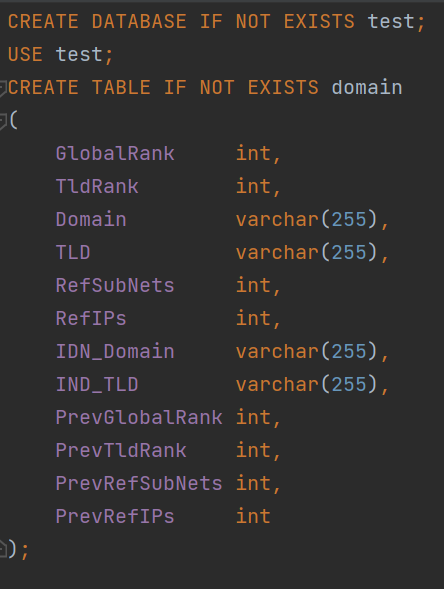 CREATE DATABASE IF NOT EXISTS test;
USE test;
CREATE TABLE IF NOT EXISTS domain
(
    GlobalRank     int,
    TldRank        int,
    Domain         varchar(255),
    TLD            varchar(255),
    RefSubNets     int,
    RefIPs         int,
    IDN_Domain     varchar(255),
    IND_TLD        varchar(255),
    PrevGlobalRank int,
    PrevTldRank    int,
    PrevRefSubNets int,
    PrevRefIPs     int
);